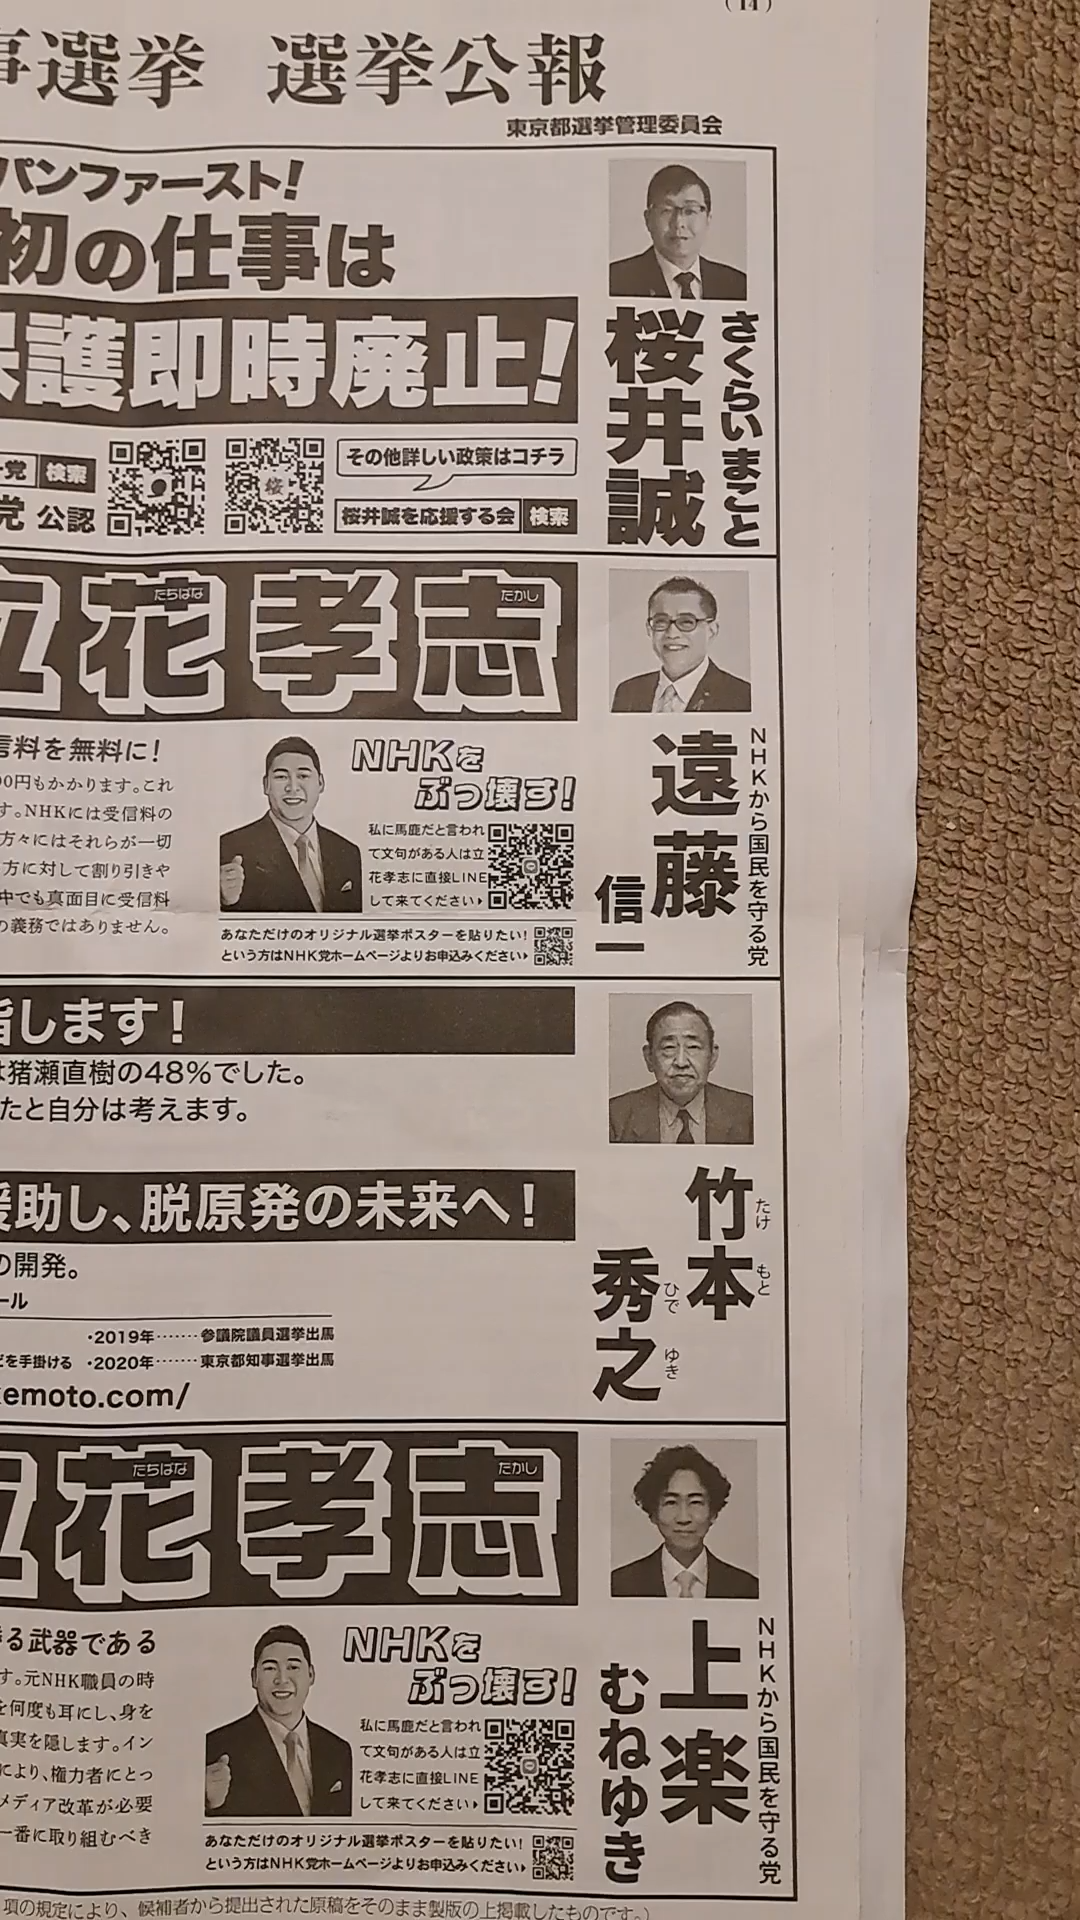 (14)
事選挙 選挙公報
東京都選挙管理委員会
パンファースト!
初の仕事は
保護即時廃止!
党 検索
党 公認
その他詳しい政策はコチラ
桜井誠を応援する会 検索
さくらいまこと
桜井誠
立花孝志
たちばな
たかし
信料を無料に!
00円もかかります。これ
す。NHKには受信料の
方々にはそれらが一切
方に対して割り引きや
中でも真面目に受信料
の義務ではありません。
NHKを
ぶっ壊す!
私に馬鹿だと言われ
て文句がある人は立
花孝志に直接LINE
して来てください
あなただけのオリジナル選挙ポスターを貼りたい!
という方はNHK党ホームページよりお申込みください
NHKから国民を守る党
遠藤
信一
指します!
は猪瀬直樹の48%でした。
たと自分は考えます。
援助し、脱原発の未来へ!
の開発。
ール
・2019年……参議院議員選挙出馬
どを手掛ける ・2020年……東京都知事選挙出馬
kemoto.com/
竹本
たけ もと
秀之
ひで ゆき
立花孝志
たちばな
たかし
る武器である
す。元NHK職員の時
を何度も耳にし、身を
真実を隠します。イン
により、権力者にとっ
メディア改革が必要
一番に取り組むべき
NHKを
ぶっ壊す!
私に馬鹿だと言われ
て文句がある人は立
花孝志に直接LINE
して来てください
あなただけのオリジナル選挙ポスターを貼りたい!
という方はNHK党ホームページよりお申込みください
NHKから国民を守る党
上楽
むねゆき
項の規定により、候補者から提出された原稿をそのまま製版の上掲載したものです。)